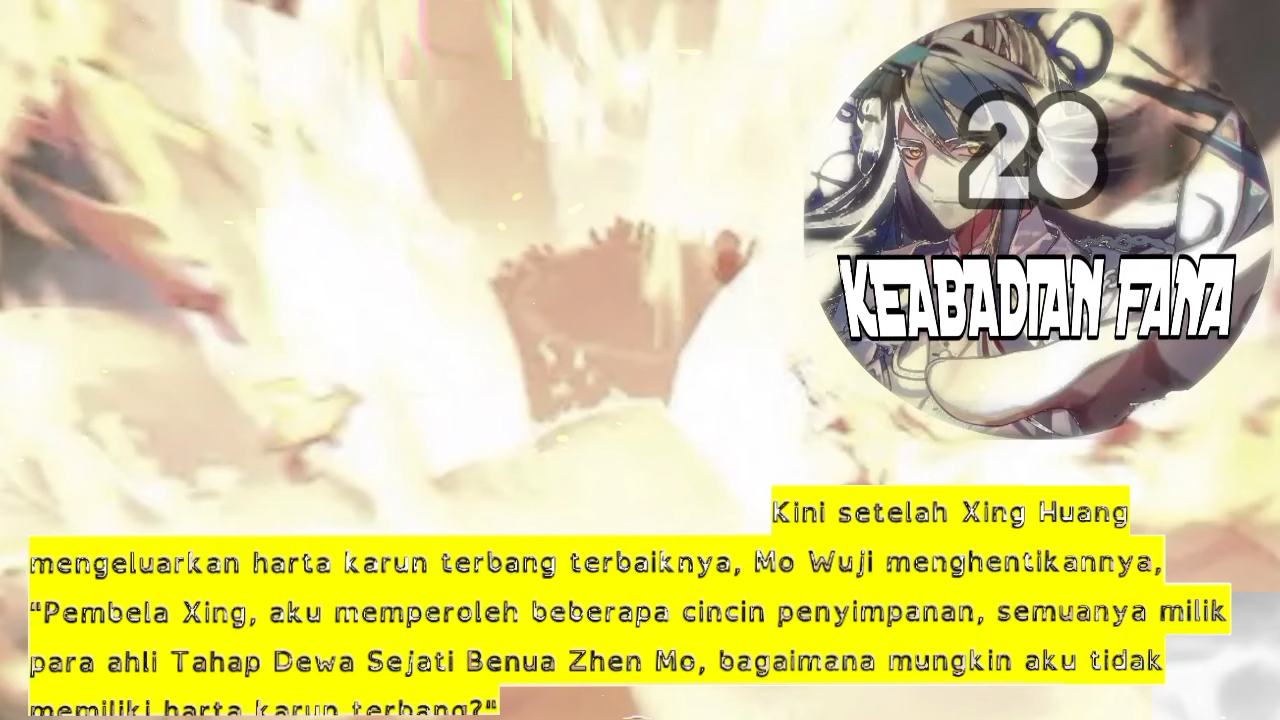 28
KEABADIAN FANA
Kini setelah Xing Huang
mengeluarkan harta karun terbang terbaiknya, Mo Wuji menghentikannya,
"Pembela Xing, aku memperoleh beberapa cincin penyimpanan, semuanya milik
para ahli Tahap Dewa Sejati Benua Zhen Mo, bagaimana mungkin aku tidak
memiliki harta karun terbang?"